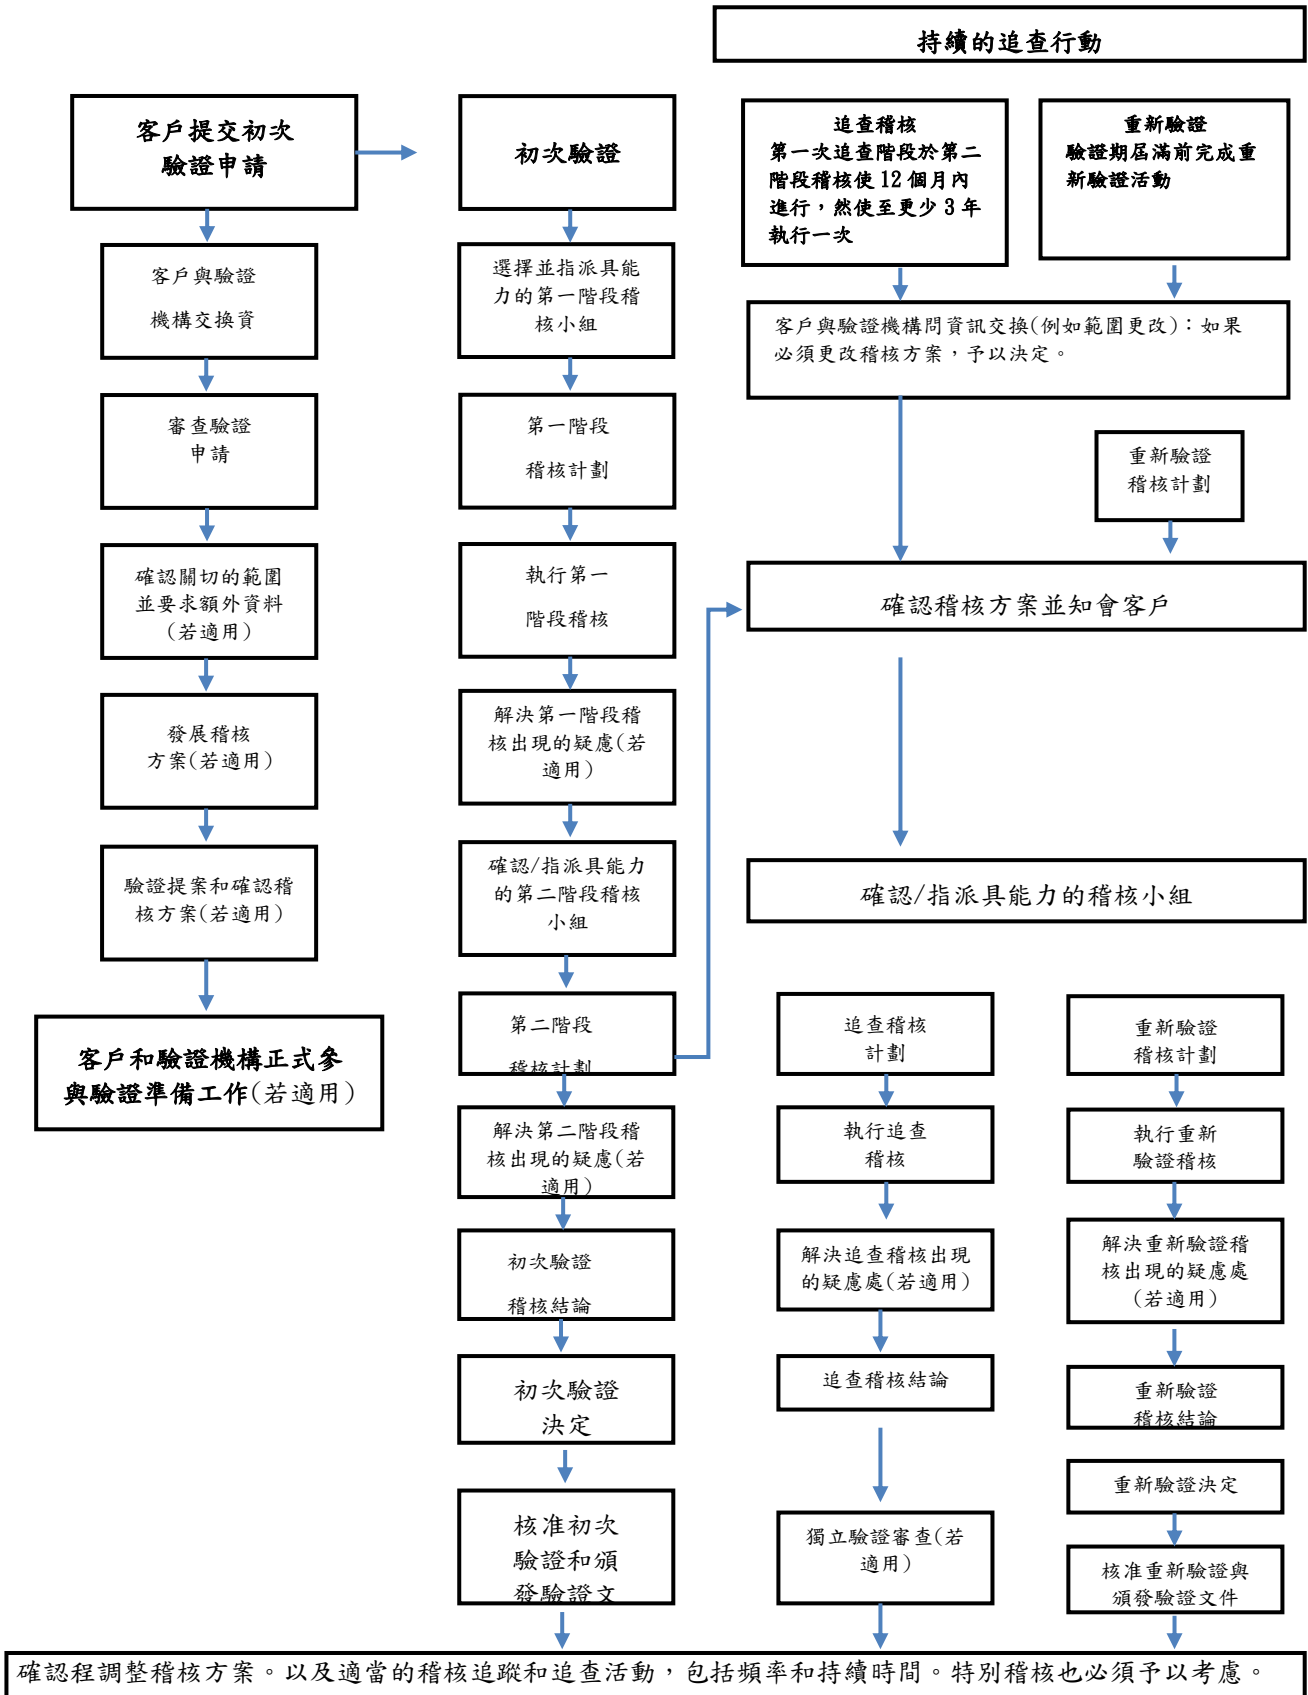 持續的追查行動
客戶提交初次
驗證申請
客戶與驗證
機構交換資
審查驗證
申請
確認關切的範圍
並要求額外資料
(若適用)
發展稽核
方案(若適用)
驗證提案和確認稽
核方案(若適用)
客戶和驗證機構正式參
與驗證準備工作(若適用)
初次驗證
選擇並指派具能
力的第一階段稽
核小組
第一階段
稽核計劃
執行第一
階段稽核
解決第一階段稽
核出現的疑慮(若
適用)
確認/指派具能力
的第二階段稽核
小組
第二階段
稽核計劃
解決第二階段稽
核出現的疑慮(若
適用)
初次驗證
稽核結論
初次驗證
決定
核准初次
驗證和頒
發驗證文
追查稽核
第一次追查階段於第二
階段稽核使 12 個月內
進行，然使至更少 3 年
執行一次
重新驗證
驗證期屆滿前完成重
新驗證活動
客戶與驗證機構問資訊交換(例如範圍更改)：如果
必須更改稽核方案，予以決定。
重新驗證
稽核計劃
確認稽核方案並知會客戶
確認/指派具能力的稽核小組
追查稽核
計劃
執行追查
稽核
解決追查稽核出現
的疑慮處(若適用)
追查稽核結論
獨立驗證審查(若
適用)
重新驗證
稽核計劃
執行重新
驗證稽核
解決重新驗證稽
核出現的疑慮處
(若適用)
重新驗證
稽核結論
重新驗證決定
核准重新驗證與
頒發驗證文件
確認程調整稽核方案。以及適當的稽核追蹤和追查活動，包括頻率和持續時間。特別稽核也必須予以考慮。